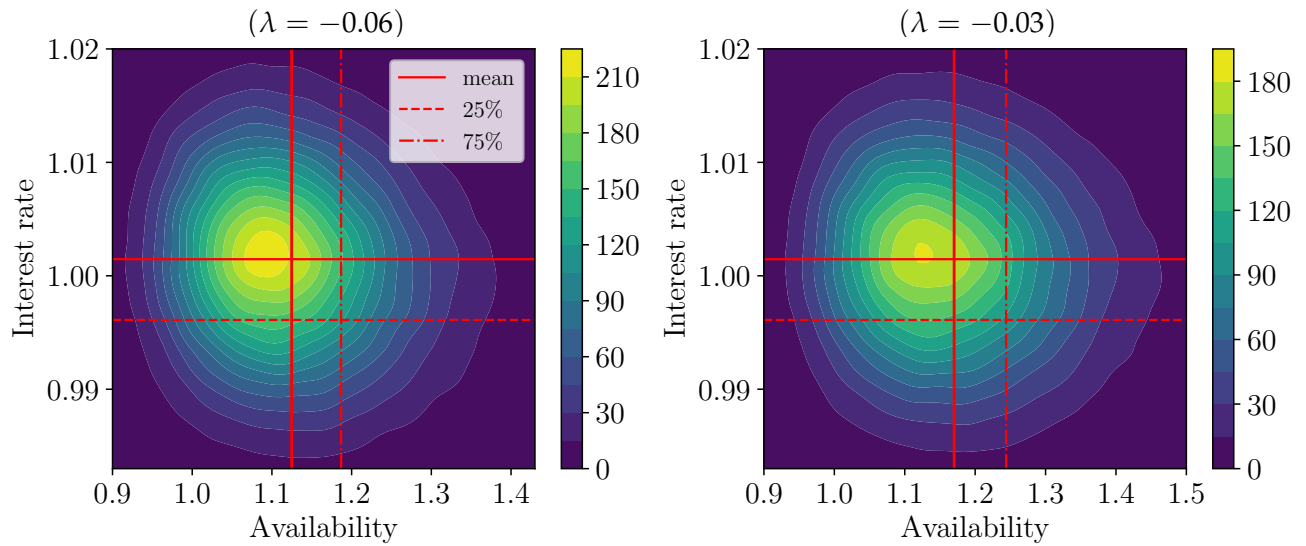 (λ = −0.06)
1.02
1.01
1.00
0.99
Interest rate
0.9 1.0 1.1 1.2 1.3 1.4
Availability
mean
25%
75%
210
180
150
120
90
60
30
0
(λ = −0.03)
1.02
1.01
1.00
0.99
Interest rate
0.9 1.0 1.1 1.2 1.3 1.4 1.5
Availability
180
150
120
90
60
30
0